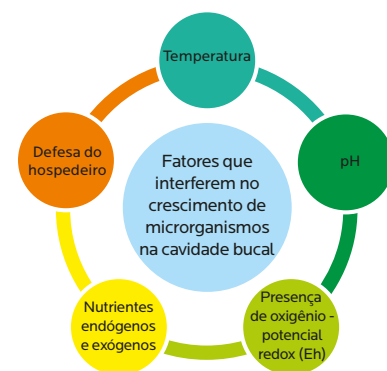 Temperatura
pH
Presença
de oxigênio -
potencial
redox (Eh)
Nutrientes
endógenos
e exógenos
Defesa do
hospedeiro
Fatores que
interferem no
crescimento de
microrganismos
na cavidade bucal